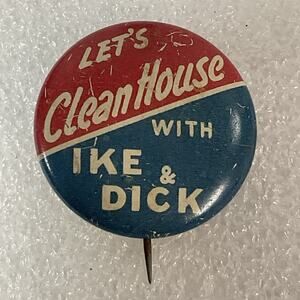 LET'S
Clean House
WITH
IKE &
DICK